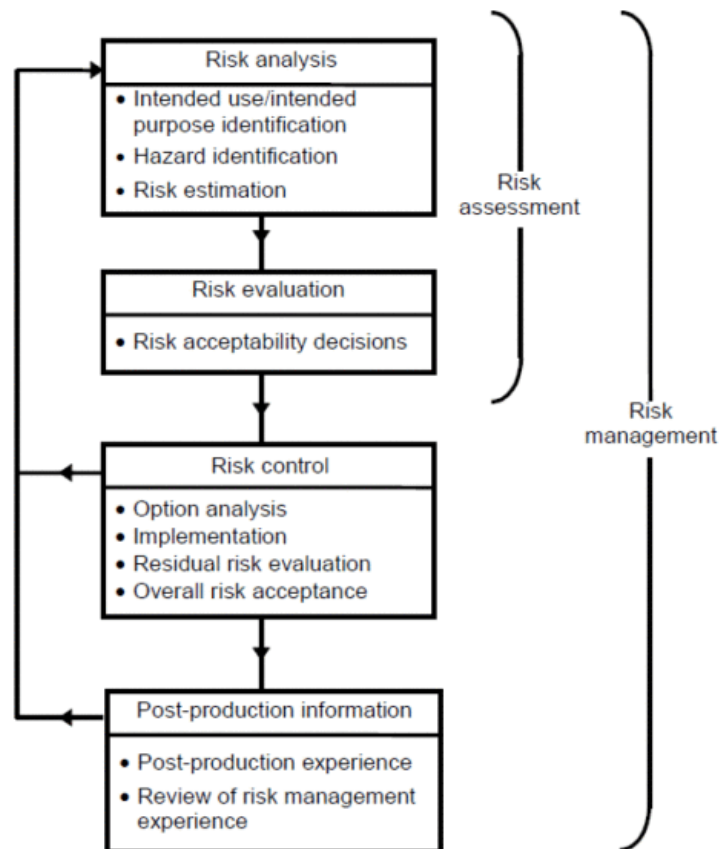 Risk analysis
• Intended use/intended
purpose identification
• Hazard identification
• Risk estimation
Risk
assessment
Risk evaluation
• Risk acceptability decisions
Risk
management
Risk control
• Option analysis
• Implementation
• Residual risk evaluation
• Overall risk acceptance
Post-production information
• Post-production experience
• Review of risk management
experience